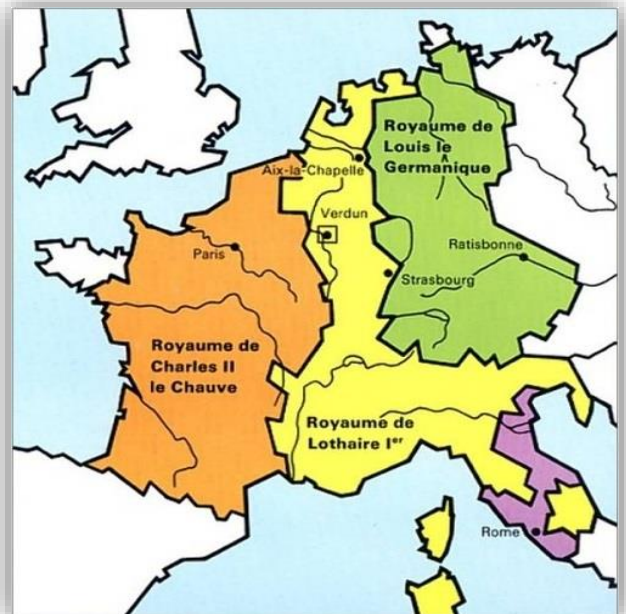 Royaume de
Louis le
Germanique
Aix-la-Chapelle
Verdun
Paris
Ratisbonne
Strasbourg
Royaume de
Charles II
le Chauve
Royaume de
Lothaire Iᵉʳ
Rome